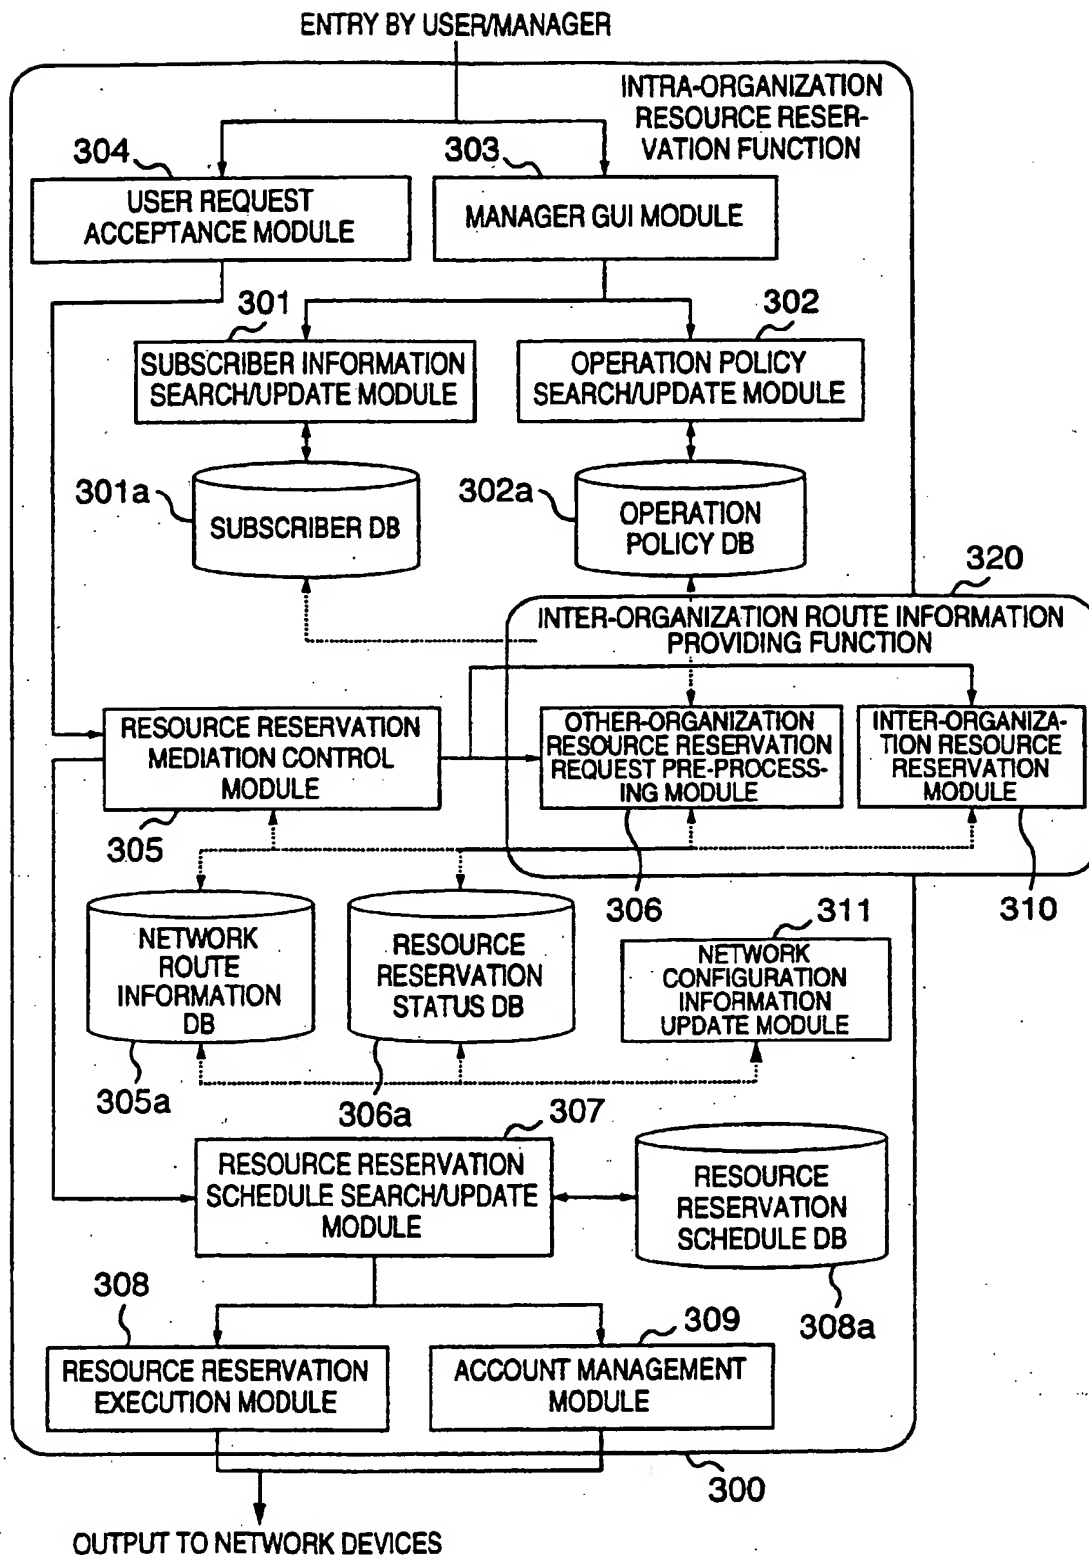 ENTRY BY USER/MANAGER
INTRA-ORGANIZATION
RESOURCE RESER-
VATION FUNCTION
304
303
USER REQUEST
ACCEPTANCE MODULE
MANAGER GUI MODULE
301
302
SUBSCRIBER INFORMATION
SEARCH/UPDATE MODULE
OPERATION POLICY
SEARCH/UPDATE MODULE
301a
SUBSCRIBER DB
302a
OPERATION
POLICY DB
320
INTER-ORGANIZATION ROUTE INFORMATION
PROVIDING FUNCTION
RESOURCE RESERVATION
MEDIATION CONTROL
MODULE
OTHER-ORGANIZATION
RESOURCE RESERVATION
REQUEST PRE-PROCESS-
ING MODULE
INTER-ORGANIZA-
TION RESOURCE
RESERVATION
MODULE
305
306
310
311
NETWORK
ROUTE
INFORMATION
DB
RESOURCE
RESERVATION
STATUS DB
NETWORK
CONFIGURATION
INFORMATION
UPDATE MODULE
305a
306a
307
RESOURCE RESERVATION
SCHEDULE SEARCH/UPDATE
MODULE
RESOURCE
RESERVATION
SCHEDULE DB
308
309
308a
RESOURCE RESERVATION
EXECUTION MODULE
ACCOUNT MANAGEMENT
MODULE
300
OUTPUT TO NETWORK DEVICES